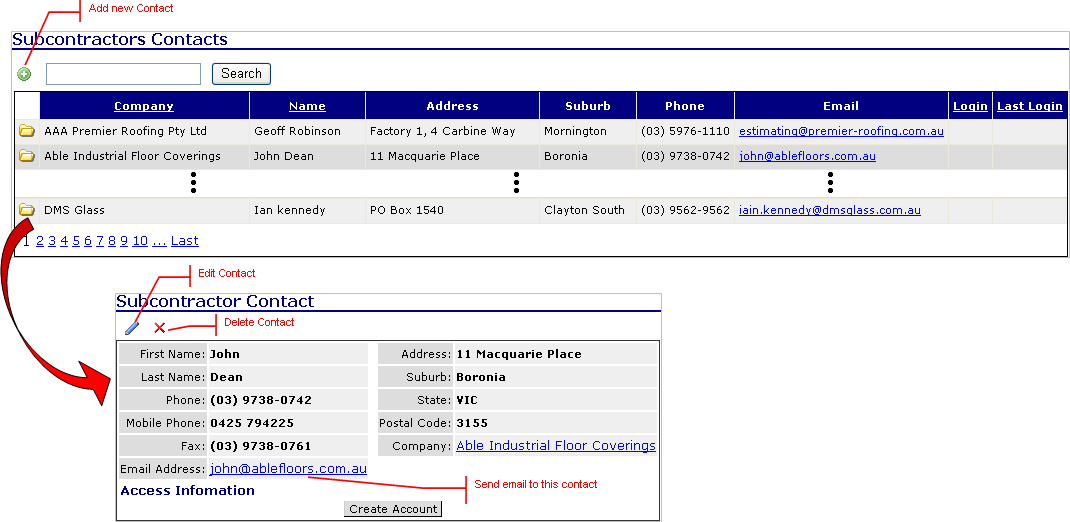 Add new Contact
Subcontractors Contacts
Search
Company Name Address Suburb Phone Email Login Last Login
AAA Premier Roofing Pty Ltd Geoff Robinson Factory 1, 4 Carbine Way Mornington (03) 5976-1110 estimating@premier-roofing.com.au
Able Industrial Floor Coverings John Dean 11 Macquarie Place Boronia (03) 9738-0742 john@ablefloors.com.au
DMS Glass Ian kennedy PO Box 1540 Clayton South (03) 9562-9562 iain.kennedy@dmsglass.com.au
1 2 3 4 5 6 7 8 9 10 ... Last
Edit Contact
Subcontractor Contact
Delete Contact
First Name: John Address: 11 Macquarie Place
Last Name: Dean Suburb: Boronia
Phone: (03) 9738-0742 State: VIC
Mobile Phone: 0425 794225 Postal Code: 3155
Fax: (03) 9738-0761 Company: Able Industrial Floor Coverings
Email Address: john@ablefloors.com.au
Send email to this contact
Access Infomation
Create Account